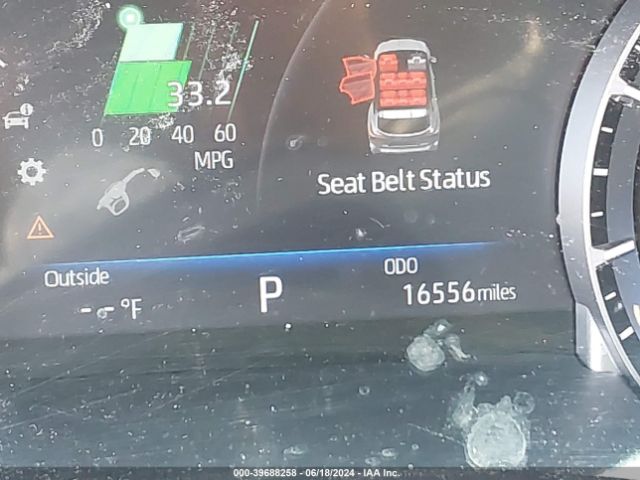 33.2
0 20 40 60
MPG
Seat Belt Status
Outside
-- °F
P
ODO
16556 miles
000-39688258 - 06/18/2024 - IAA Inc.